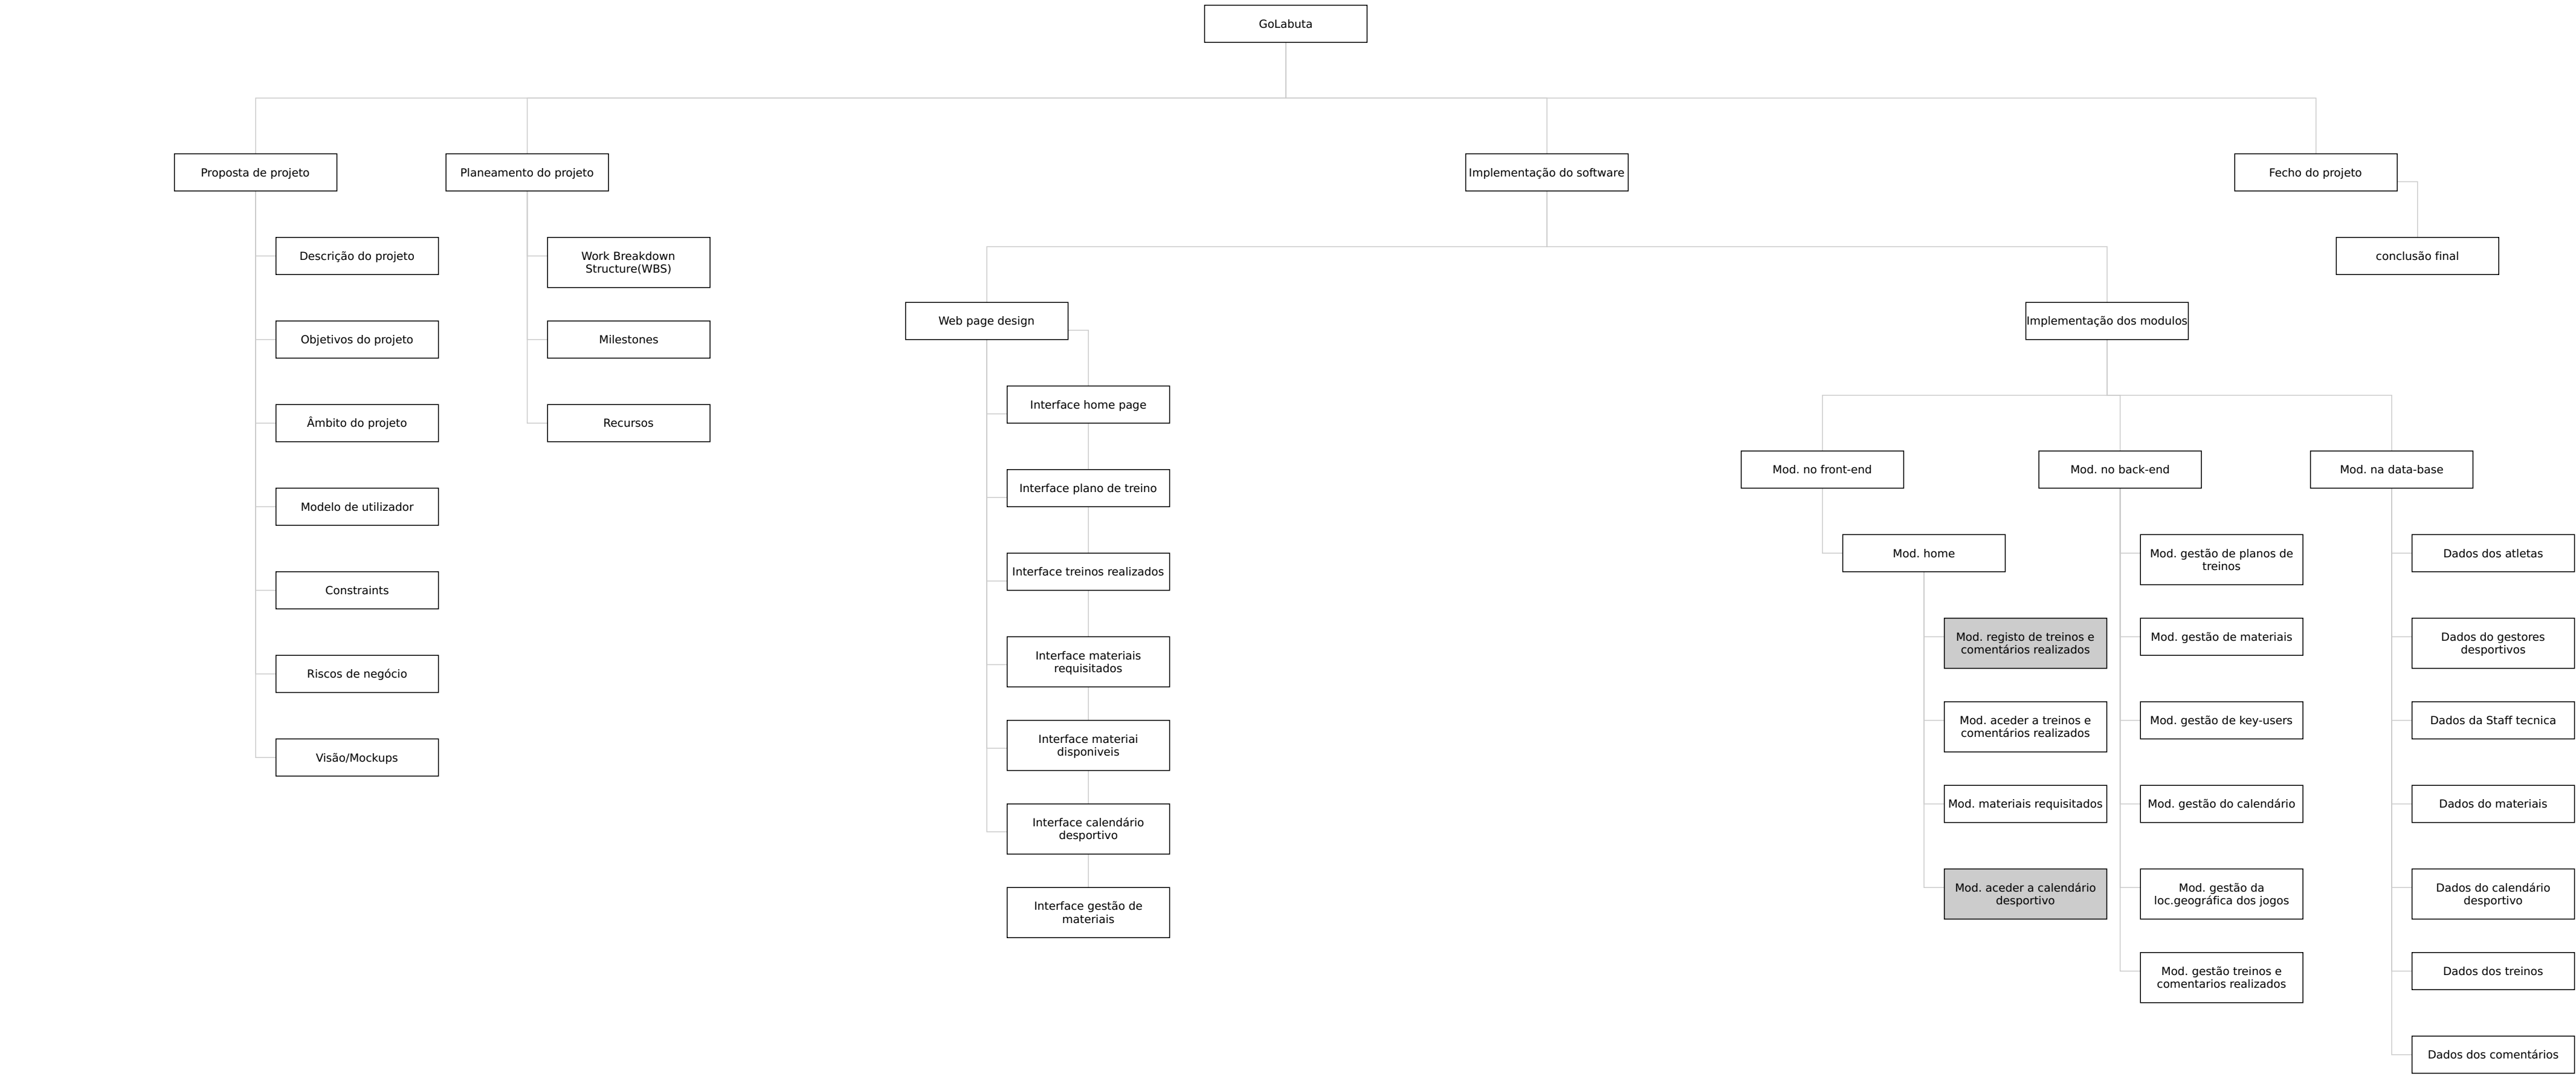 GoLabuta
Proposta de projeto
Planeamento do projeto
Implementação do software
Fecho do projeto
Descrição do projeto
Objetivos do projeto
Âmbito do projeto
Modelo de utilizador
Constraints
Riscos de negócio
Visão/Mockups
Work Breakdown
Structure(WBS)
Milestones
Recursos
Web page design
Interface home page
Interface plano de treino
Interface treinos realizados
Interface materiais
requisitados
Interface materiai
disponiveis
Interface calendário
desportivo
Interface gestão de
materiais
Implementação dos modulos
Mod. no front-end
Mod. home
Mod. registo de treinos e
comentários realizados
Mod. aceder a treinos e
comentários realizados
Mod. materiais requisitados
Mod. aceder a calendário
desportivo
Mod. no back-end
Mod. gestão de planos de
treinos
Mod. gestão de materiais
Mod. gestão de key-users
Mod. gestão do calendário
Mod. gestão da
loc.geográfica dos jogos
Mod. gestão treinos e
comentarios realizados
Mod. na data-base
Dados dos atletas
Dados do gestores
desportivos
Dados da Staff tecnica
Dados do materiais
Dados do calendário
desportivo
Dados dos treinos
Dados dos comentários
conclusão final